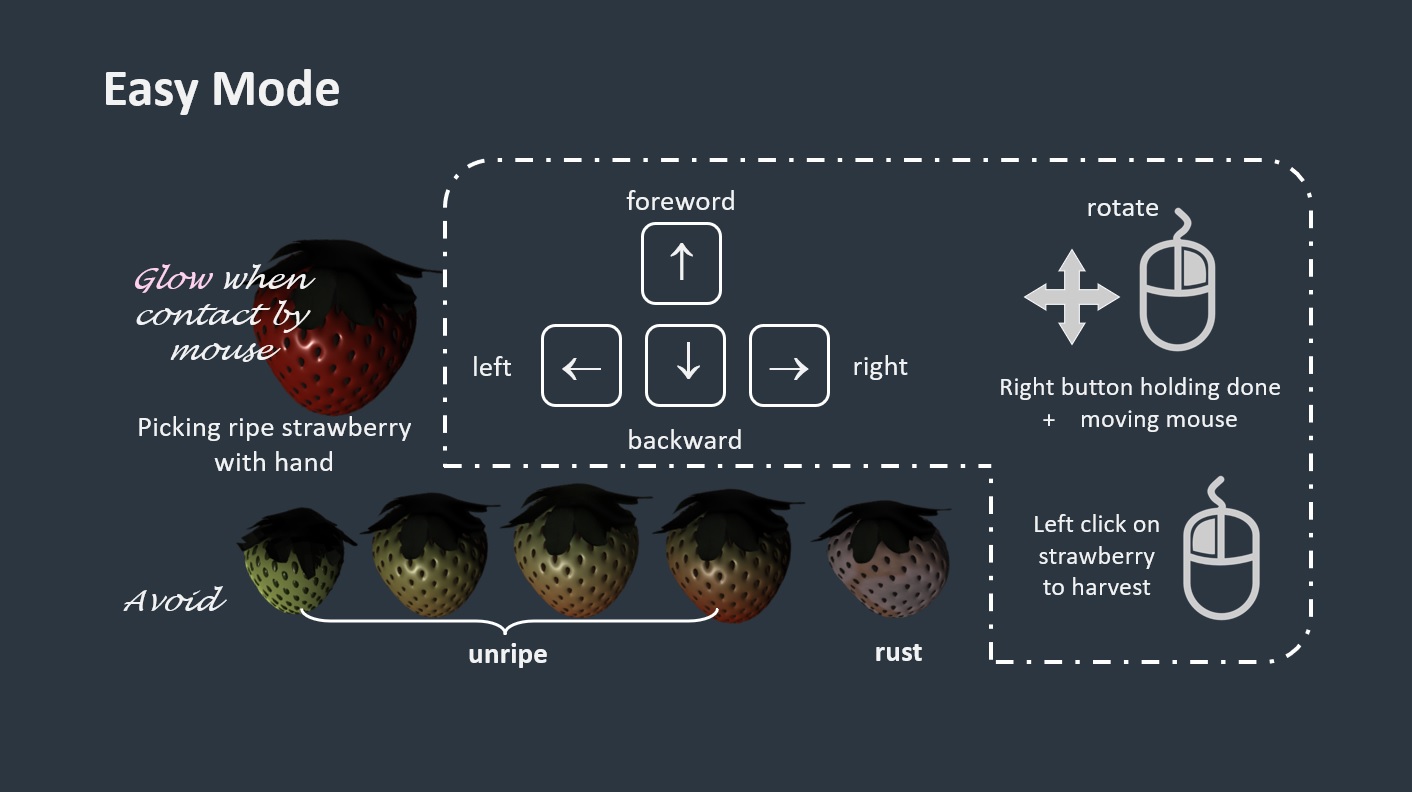 Easy Mode
foreword
↑
left
←
↓
→
right
backward
rotate
Right button holding done
+ moving mouse
Glow when
contact by
mouse
Picking ripe strawberry
with hand
Left click on
strawberry
to harvest
Avoid
unripe
rust